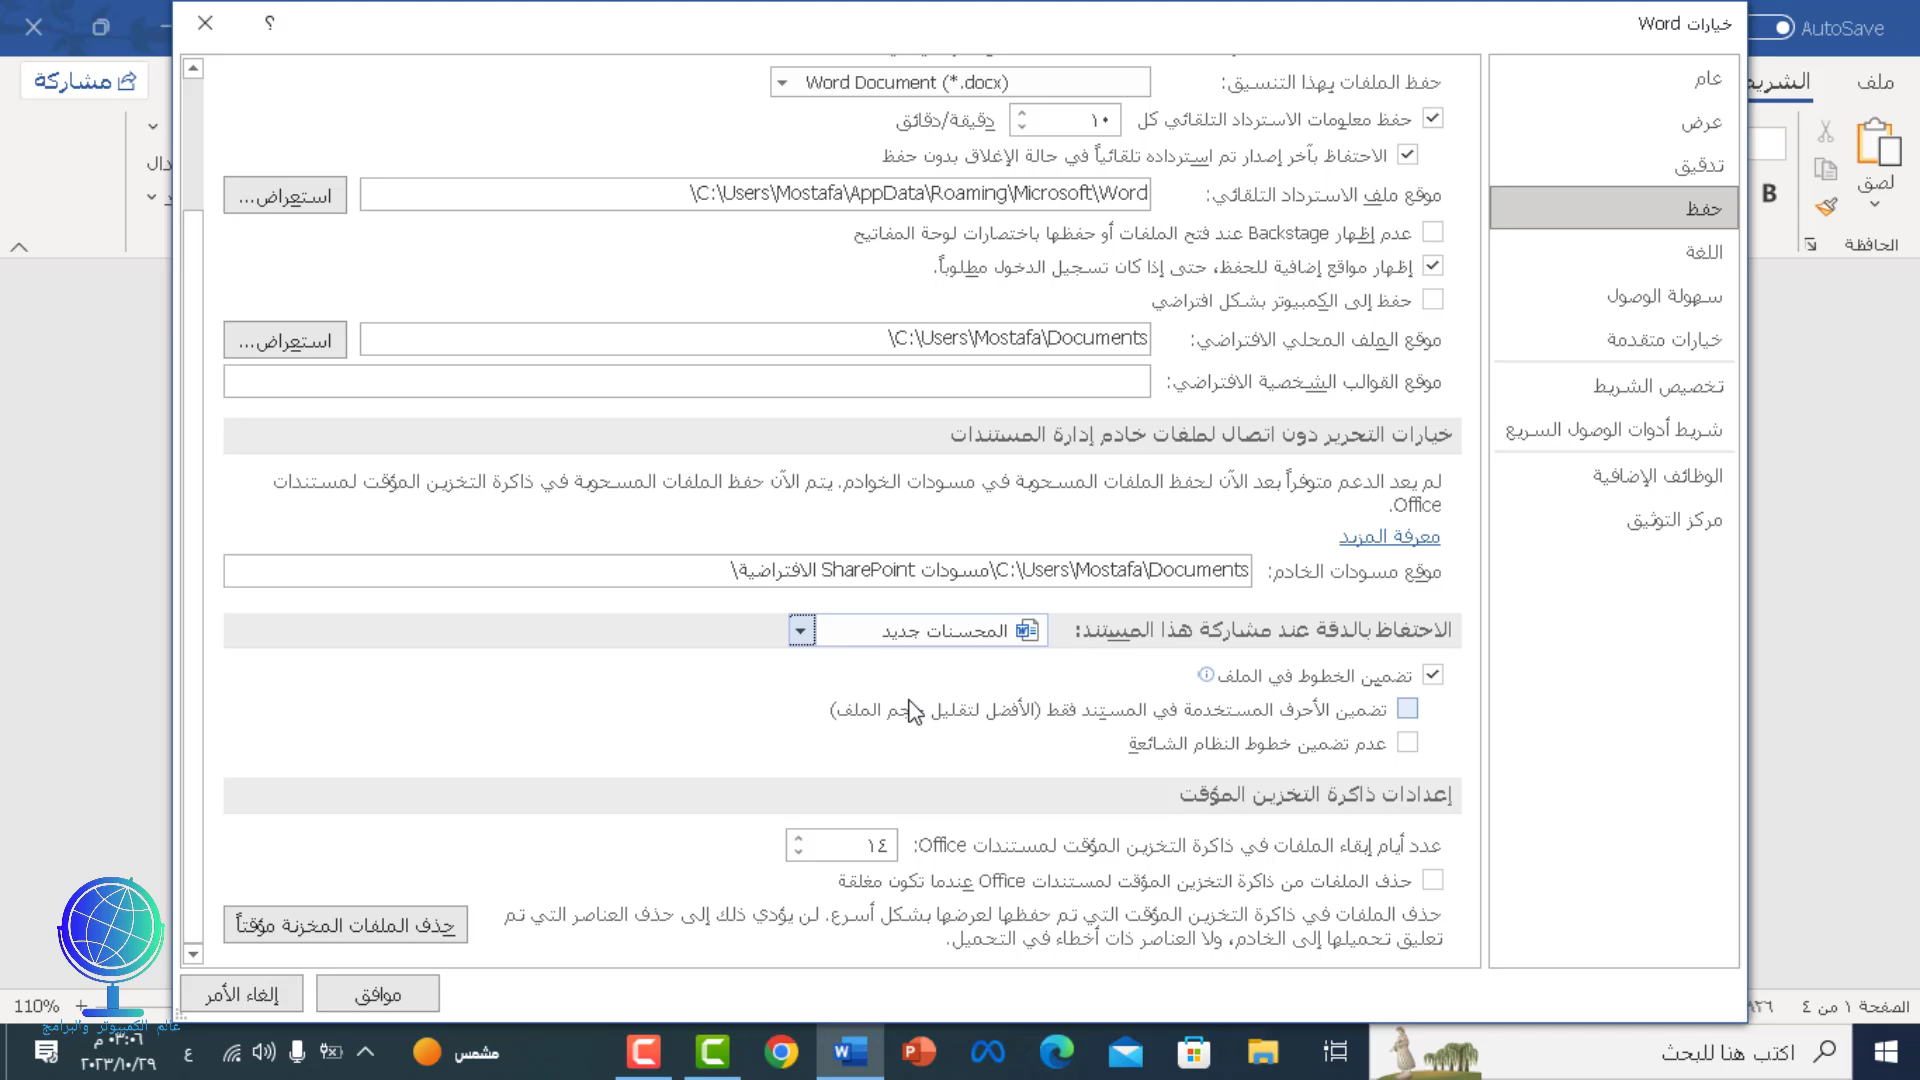 AutoSave
خيارات Word
؟
ملف
الشريط
مشاركة
لصق
B
الحافظة
عام
عرض
تدقيق
حفظ
اللغة
سهولة الوصول
خيارات متقدمة
تخصيص الشريط
شريط أدوات الوصول السريع
الوظائف الإضافية
مركز التوثيق
حفظ الملفات بهذا التنسيق: Word Document (*.docx)
حفظ معلومات الاسترداد التلقائي كل ١٠ دقيقة/دقائق
الاحتفاظ بآخر إصدار تم استرداده تلقائياً في حالة الإغلاق بدون حفظ
موقع ملف الاسترداد التلقائي: C:\Users\Mostafa\AppData\Roaming\Microsoft\Word\ استعراض...
عدم إظهار Backstage عند فتح الملفات أو حفظها باختصارات لوحة المفاتيح
إظهار مواقع إضافية للحفظ، حتى إذا كان تسجيل الدخول مطلوباً.
حفظ إلى الكمبيوتر بشكل افتراضي
موقع الملف المحلي الافتراضي: C:\Users\Mostafa\Documents\ استعراض...
موقع القوالب الشخصية الافتراضي:
خيارات التحرير دون اتصال لملفات خادم إدارة المستندات
لم يعد الدعم متوفراً بعد الآن لحفظ الملفات المسحوبة في مسودات الخوادم. يتم الآن حفظ الملفات المسحوبة في ذاكرة التخزين المؤقت لمستندات
Office.
معرفة المزيد
موقع مسودات الخادم: C:\Users\Mostafa\Documents\مسودات SharePoint الافتراضية\
الاحتفاظ بالدقة عند مشاركة هذا المستند: المحسنات جديد
تضمين الخطوط في الملف
تضمين الأحرف المستخدمة في المستند فقط (الأفضل لتقليل حجم الملف)
عدم تضمين خطوط النظام الشائعة
إعدادات ذاكرة التخزين المؤقت
عدد أيام إبقاء الملفات في ذاكرة التخزين المؤقت لمستندات Office: ١٤
حذف الملفات من ذاكرة التخزين المؤقت لمستندات Office عندما تكون مغلقة
حذف الملفات في ذاكرة التخزين المؤقت التي تم حفظها لعرضها بشكل أسرع. لن يؤدي ذلك إلى حذف العناصر التي تم
تعليق تحميلها إلى الخادم، ولا العناصر ذات أخطاء في التحميل.
حذف الملفات المخزنة مؤقتاً
موافق
إلغاء الأمر
الصفحة ١ من ٤
110%
عالم الكمبيوتر والبرامج
اكتب هنا للبحث
مشمس
ع
٠٣:٠٦ م
٢٠٢٣/١٠/٢٩